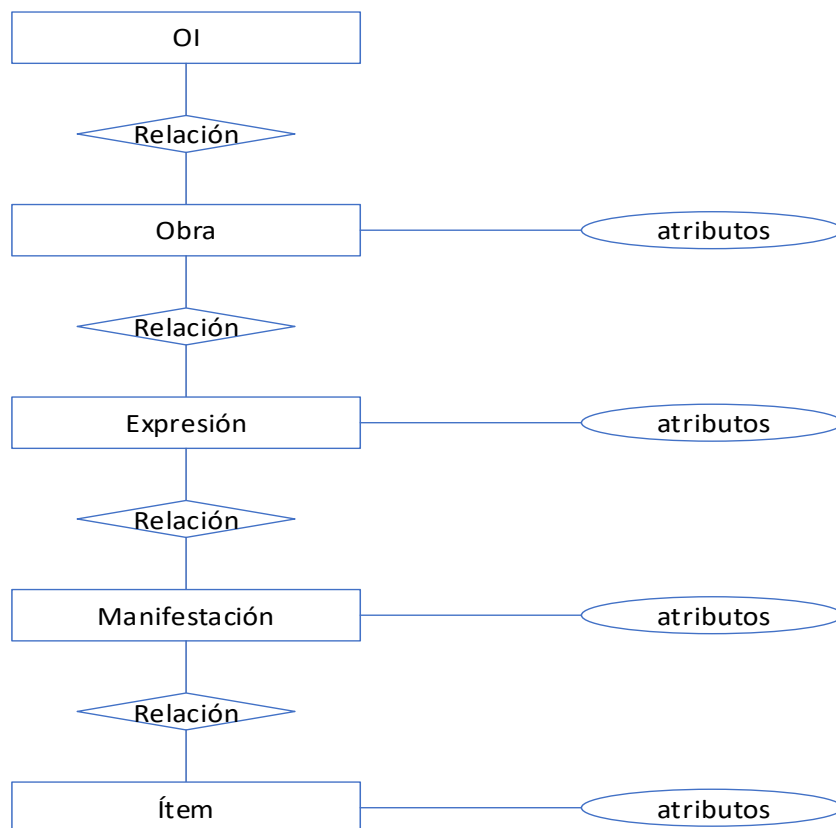 OI
Relación
Obra
atributos
Relación
Expresión
atributos
Relación
Manifestación
atributos
Relación
Ítem
atributos